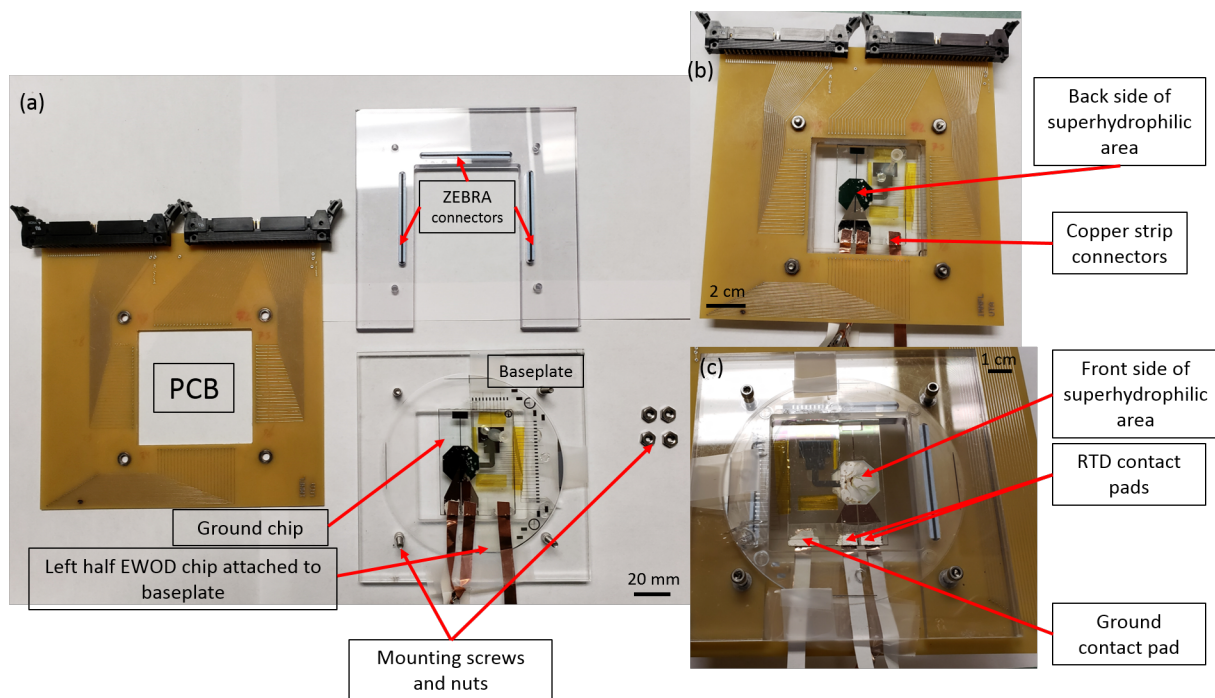 (a)
ZEBRA
connectors
PCB
Baseplate
Ground chip
Left half EWOD chip attached to
baseplate
20 mm
Mounting screws
and nuts
(b)
Back side of
superhydrophilic
area
Copper strip
connectors
2 cm
(c)
1 cm
Front side of
superhydrophilic
area
RTD contact
pads
Ground
contact pad